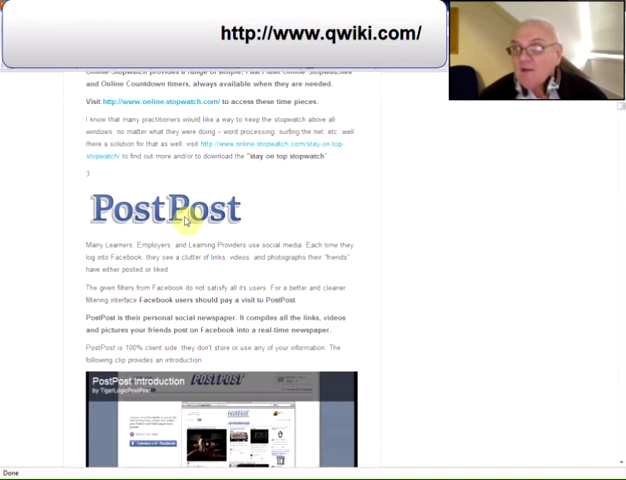 http://www.qwiki.com/
Online-Stopwatch provides a range of simple, Fast Flash Online Stopwatches
and Online Countdown timers, always available when they are needed.
Visit http://www.online-stopwatch.com/ to access these time pieces.
I know that many practitioners would like a way to keep the stopwatch above all
windows, no matter what they were doing - word processing, surfing the net, etc. well
there a solution for that as well. visit http://www.online-stopwatch.com/stay-on-top-
stopwatch/ to find out more and/or to download the "stay on top stopwatch"
3
PostPost
Many Learners, Employers, and Learning Providers use social media. Each time they
log into Facebook, they see a clutter of links, videos, and photographs their "friends"
have either posted or liked
The given filters from Facebook do not satisfy all its users. For a better and cleaner
filtering interface Facebook users should pay a visit to PostPost
PostPost is their personal social newspaper. It compiles all the links, videos
and pictures your friends post on Facebook into a real-time newspaper.
PostPost is 100% client side, they don't store or use any of your information. The
following clip provides an introduction
PostPost Introduction
by TigerLogicPostPost
POSTPOST
Done